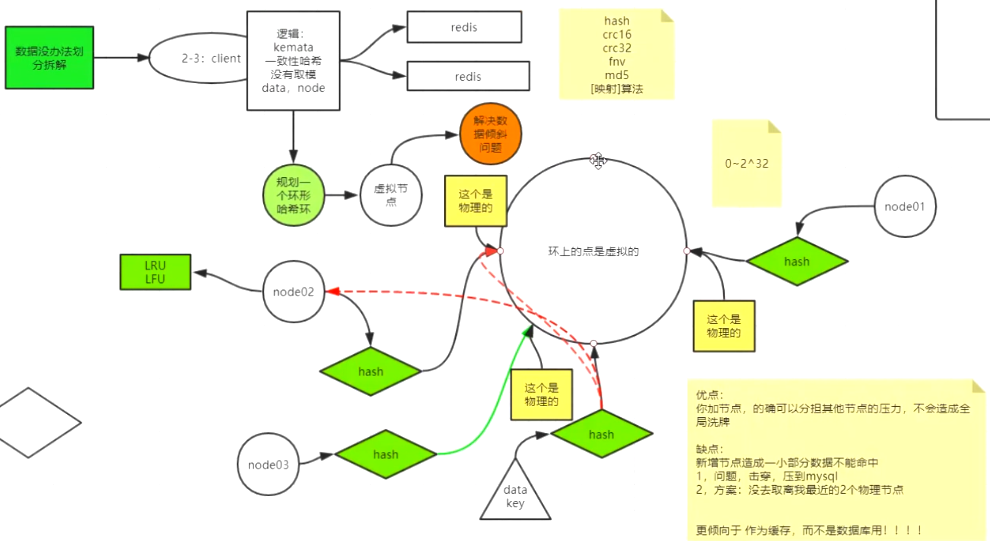 数据没办法划
分拆解
2-3：client
逻辑：
kemata
一致性哈希
没有取模
data，node
redis
redis
hash
crc16
crc32
fnv
md5
[映射]算法
0~2^32
解决数
据倾斜
问题
规划一
个环形
哈希环
虚拟节
点
这个是
物理的
环上的点是虚拟的
node01
hash
LRU
LFU
node02
hash
这个是
物理的
这个是
物理的
node03
hash
hash
data
key
优点：
你加节点，的确可以分担其他节点的压力，不会造成全
局洗牌
缺点：
新增节点造成一小部分数据不能命中
1，问题，击穿，压到mysql
2，方案：没去取离我最近的2个物理节点
更倾向于 作为缓存，而不是数据库用！！！！